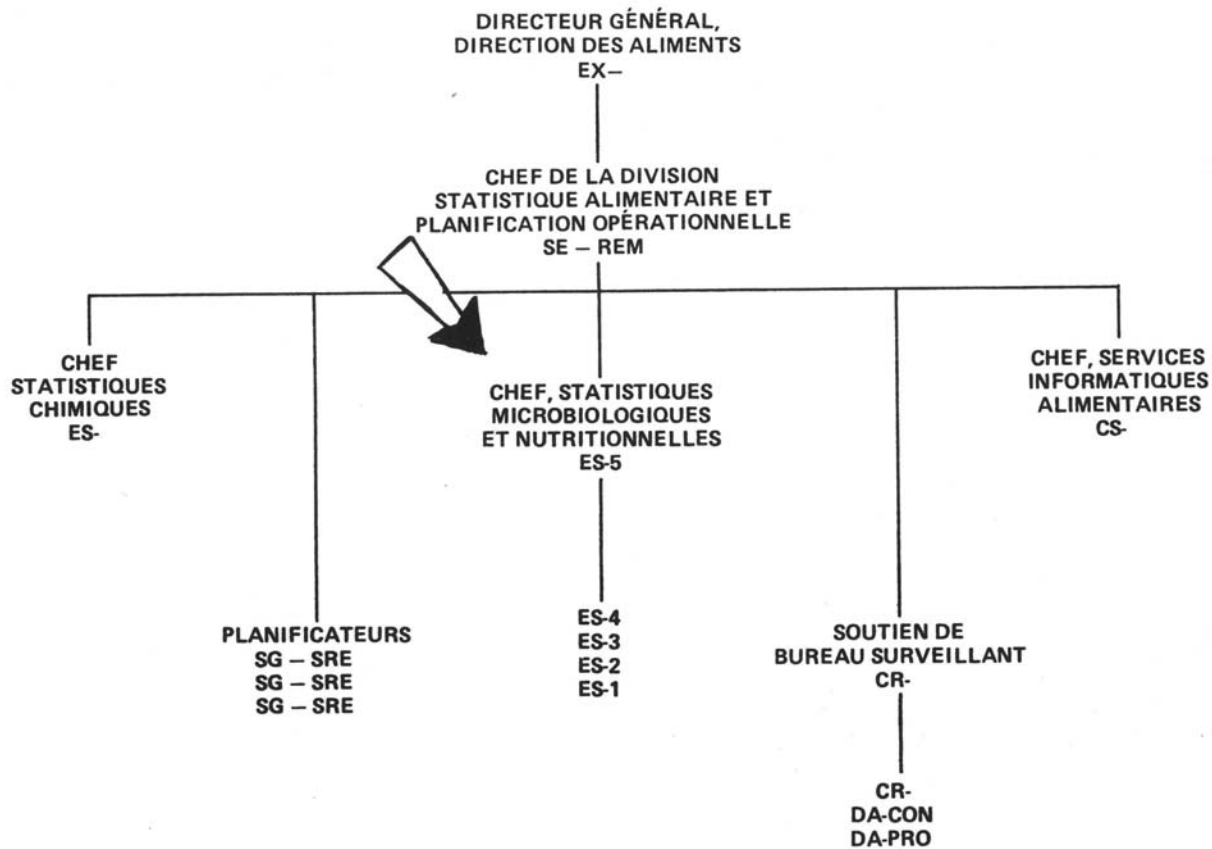 DIRECTEUR GÉNÉRAL,
DIRECTION DES ALIMENTS
EX—
CHEF DE LA DIVISION
STATISTIQUE ALIMENTAIRE ET
PLANIFICATION OPÉRATIONNELLE
SE — REM
CHEF
STATISTIQUES
CHIMIQUES
ES-
CHEF, STATISTIQUES
MICROBIOLOGIQUES
ET NUTRITIONNELLES
ES-5
CHEF, SERVICES
INFORMATIQUES
ALIMENTAIRES
CS-
PLANIFICATEURS
SG — SRE
SG — SRE
SG — SRE
ES-4
ES-3
ES-2
ES-1
SOUTIEN DE
BUREAU SURVEILLANT
CR-
CR-
DA-CON
DA-PRO